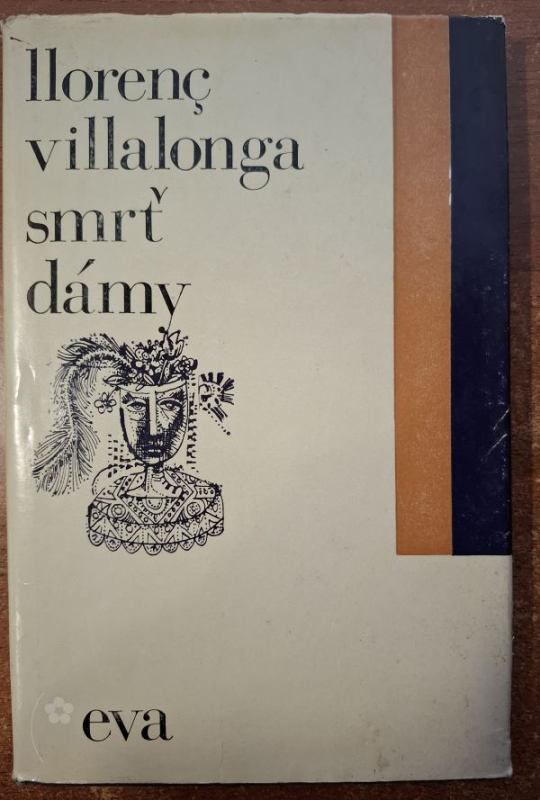 llorenç
villalonga
smrť
dámy
eva